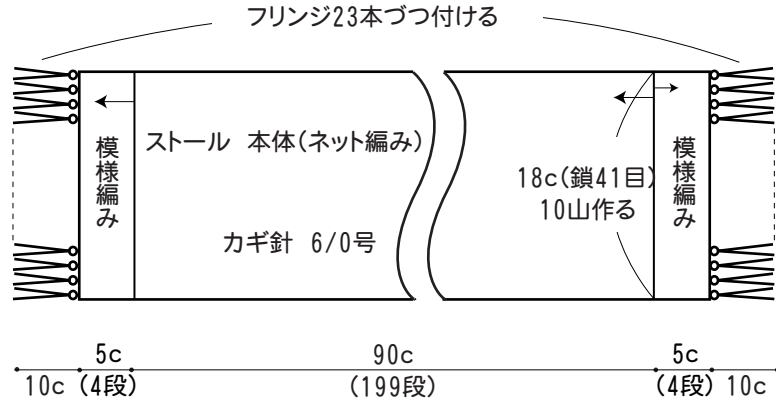 フリンジ23本づつ付ける
模様編み
ストール 本体(ネット編み)
カギ針 6/0号
18c(鎖41目)
10山作る
模様編み
5c
90c
5c
10c
(4段)
(199段)
(4段)
10c